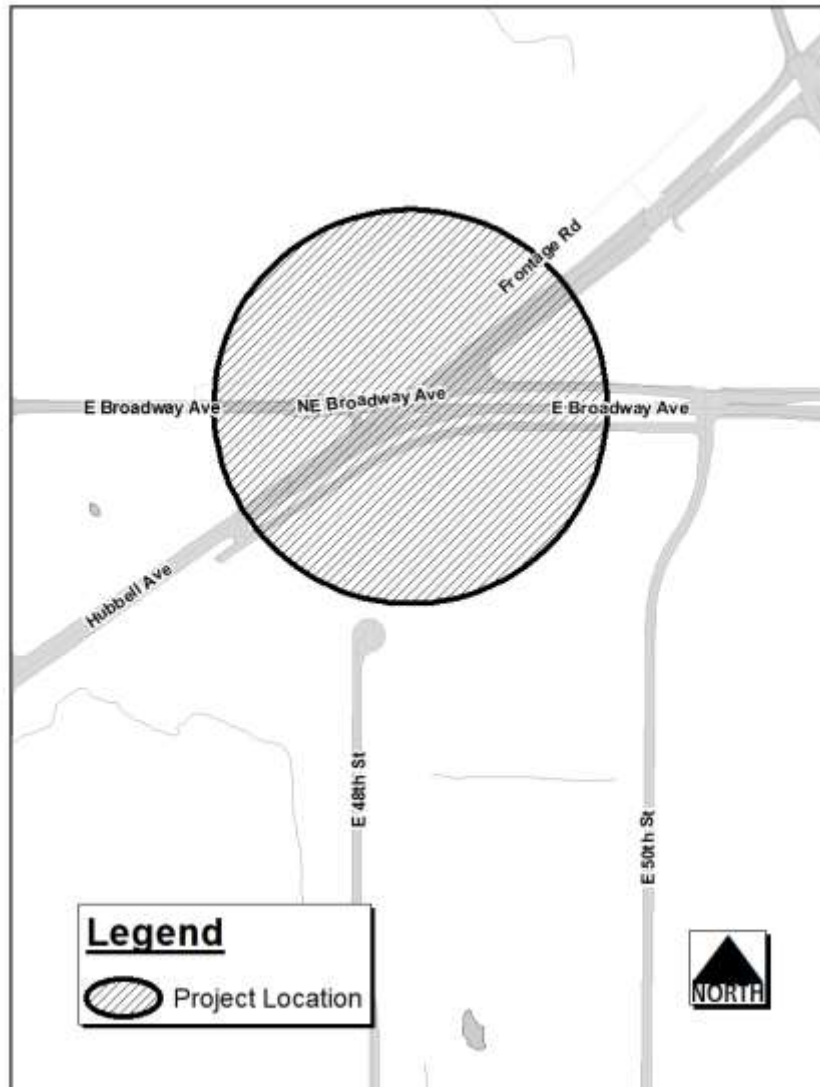 Frontage Rd
E Broadway Ave
NE Broadway Ave
E Broadway Ave
Hubbell Ave
E 48th St
E 50th St
Legend
Project Location
NORTH